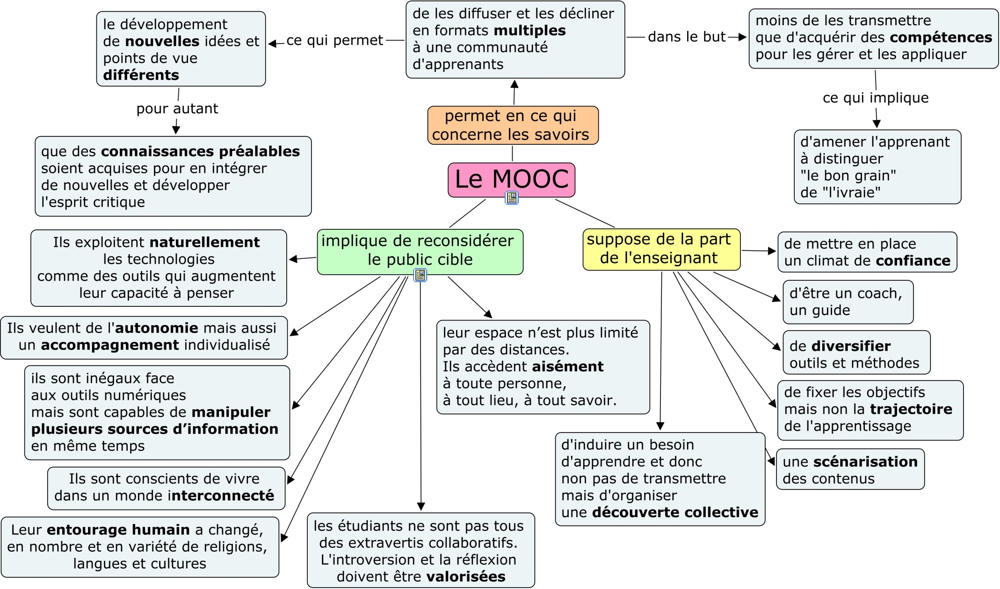 le développement
de nouvelles idées et
points de vue
différents
ce qui permet
de les diffuser et les décliner
en formats multiples
à une communauté
d'apprenants
dans le but
moins de les transmettre
que d'acquérir des compétences
pour les gérer et les appliquer
pour autant
ce qui implique
permet en ce qui
concerne les savoirs
que des connaissances préalables
soient acquises pour en intégrer
de nouvelles et développer
l'esprit critique
d'amener l'apprenant
à distinguer
"le bon grain"
de "l'ivraie"
Le MOOC
implique de reconsidérer
le public cible
suppose de la part
de l'enseignant
Ils exploitent naturellement
les technologies
comme des outils qui augmentent
leur capacité à penser
Ils veulent de l'autonomie mais aussi
un accompagnement individualisé
ils sont inégaux face
aux outils numériques
mais sont capables de manipuler
plusieurs sources d’information
en même temps
Ils sont conscients de vivre
dans un monde interconnecté
Leur entourage humain a changé,
en nombre et en variété de religions,
langues et cultures
les étudiants ne sont pas tous
des extravertis collaboratifs.
L'introversion et la réflexion
doivent être valorisées
leur espace n’est plus limité
par des distances.
Ils accèdent aisément
à toute personne,
à tout lieu, à tout savoir.
de mettre en place
un climat de confiance
d'être un coach,
un guide
de diversifier
outils et méthodes
de fixer les objectifs
mais non la trajectoire
de l'apprentissage
une scénarisation
des contenus
d'induire un besoin
d'apprendre et donc
non pas de transmettre
mais d'organiser
une découverte collective